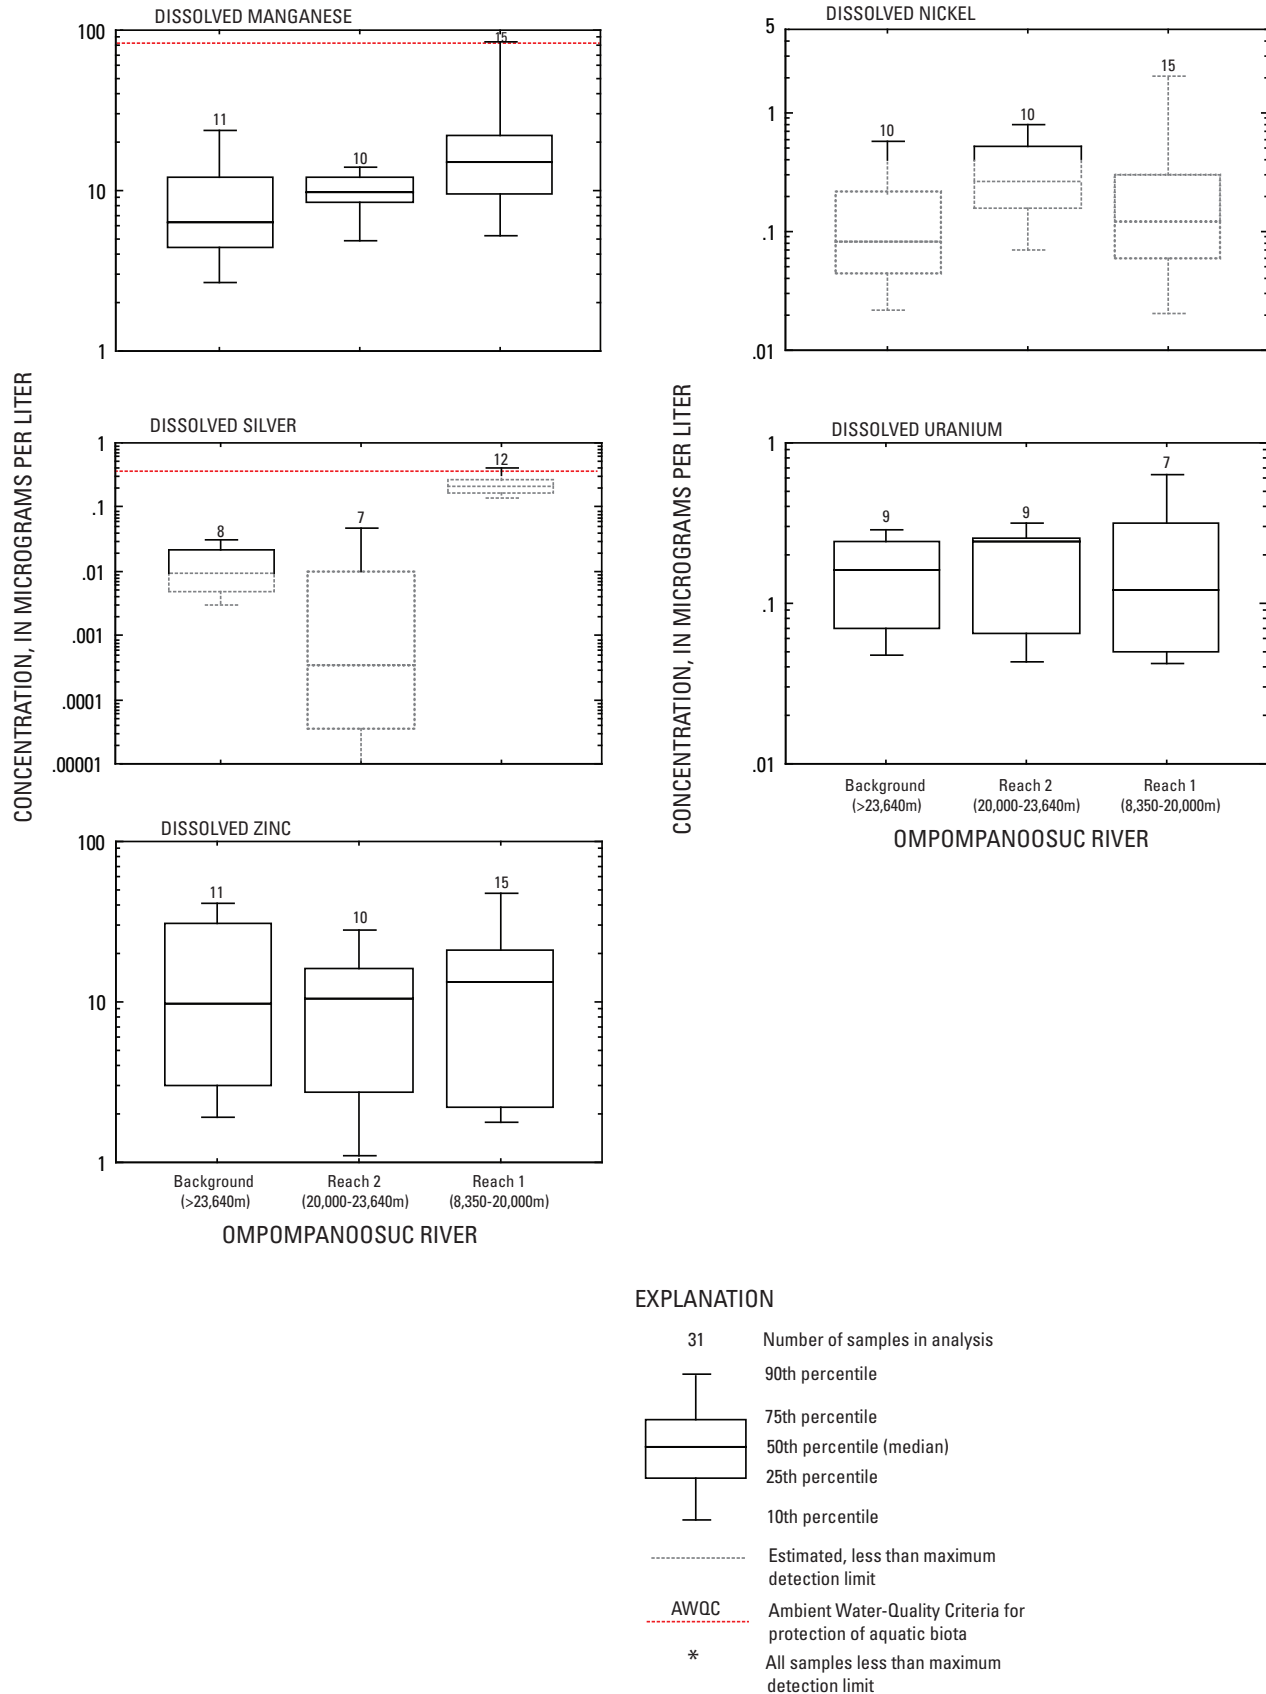 DISSOLVED MANGANESE
100
10
1
11
10
15
DISSOLVED NICKEL
5
1
.1
.01
10
10
15
CONCENTRATION, IN MICROGRAMS PER LITER
DISSOLVED SILVER
1
.1
.01
.001
.0001
.00001
8
7
12
CONCENTRATION, IN MICROGRAMS PER LITER
DISSOLVED URANIUM
1
.1
.01
9
9
7
Background
(>23,640m)
Reach 2
(20,000-23,640m)
Reach 1
(8,350-20,000m)
OMPOMPANOOSUC RIVER
DISSOLVED ZINC
100
10
1
11
10
15
Background
(>23,640m)
Reach 2
(20,000-23,640m)
Reach 1
(8,350-20,000m)
OMPOMPANOOSUC RIVER
EXPLANATION
31 Number of samples in analysis
90th percentile
75th percentile
50th percentile (median)
25th percentile
10th percentile
Estimated, less than maximum
detection limit
AWQC Ambient Water-Quality Criteria for
protection of aquatic biota
* All samples less than maximum
detection limit